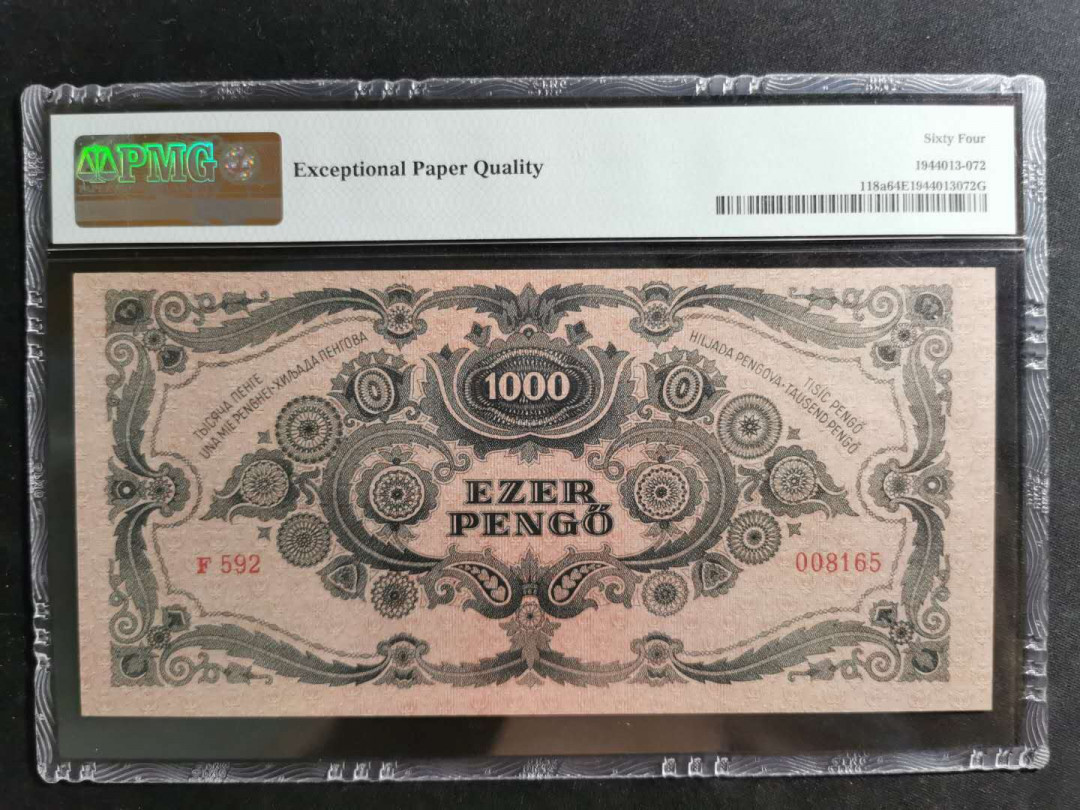 PMG
Exceptional Paper Quality
Sixty Four
1944013-072
118a64E1944013072G
ТЫСЯЧА ПЕНГЕ
UNA MIE PENGHEI-ХИЉАДА ПЕНГОВА
HILJADA PENGOVA-TAUSEND PENGŐ
TISÍC PENGŐ
1000
EZER
PENGŐ
F 592
008165